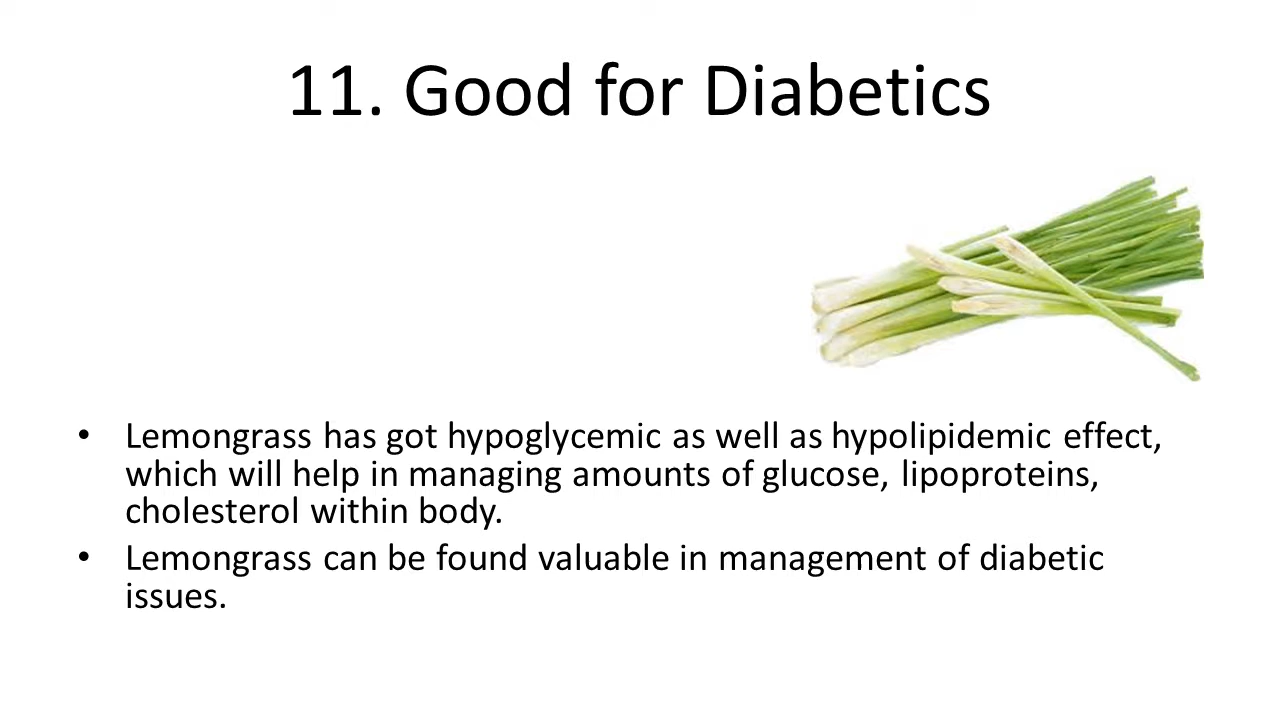 11. Good for Diabetics
• Lemongrass has got hypoglycemic as well as hypolipidemic effect,
which will help in managing amounts of glucose, lipoproteins,
cholesterol within body.
• Lemongrass can be found valuable in management of diabetic
issues.